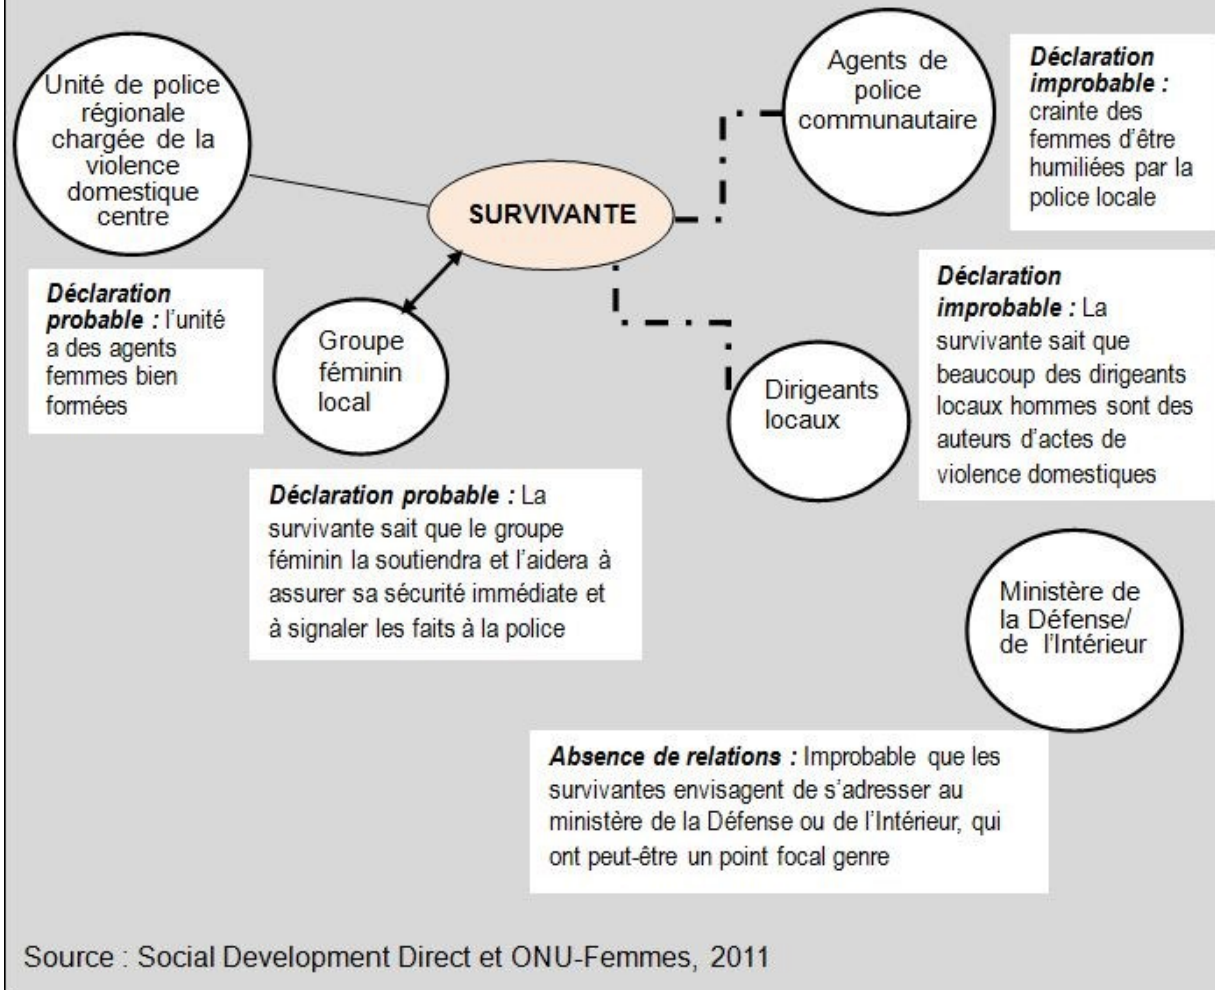 Unité de police
régionale
chargée de la
violence
domestique
centre
SURVIVANTE
Agents de
police
communautaire
Déclaration
improbable :
crainte des
femmes d’être
humiliées par la
police locale
Déclaration
probable : l’unité
a des agents
femmes bien
formées
Groupe
féminin
local
Dirigeants
locaux
Déclaration
improbable : La
survivante sait que
beaucoup des dirigeants
locaux hommes sont des
auteurs d’actes de
violence domestiques
Déclaration probable : La
survivante sait que le groupe
féminin la soutiendra et l’aidera à
assurer sa sécurité immédiate et
à signaler les faits à la police
Ministère de
la Défense/
de l’Intérieur
Absence de relations : Improbable que les
survivantes envisagent de s’adresser au
ministère de la Défense ou de l’Intérieur, qui
ont peut-être un point focal genre
Source : Social Development Direct et ONU-Femmes, 2011